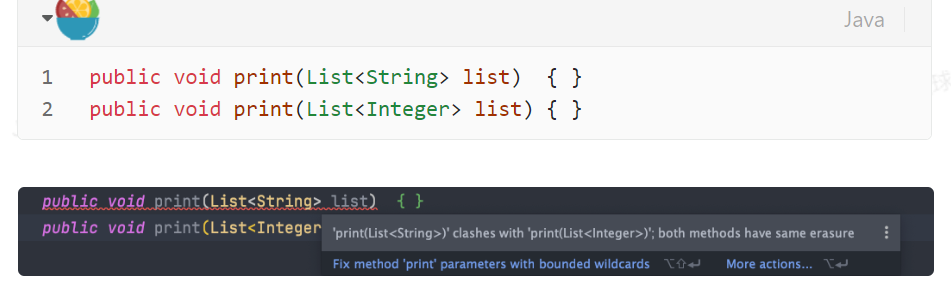 Java
1 public void print(List<String> list)  { }
2 public void print(List<Integer> list) { }
public void print(List<String> list)  { }
public void print(List<Integer
'print(List<String>)' clashes with 'print(List<Integer>)'; both methods have same erasure
Fix method 'print' parameters with bounded wildcards ⌥⇧↵ More actions... ⌥↵